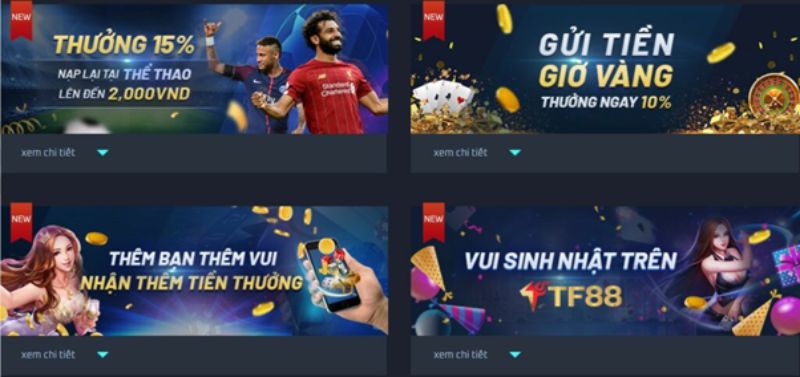 NEW
THƯỞNG 15%
NẠP LẠI TẠI THỂ THAO
LÊN ĐẾN 2,000VND
Standard
Chartered
xem chi tiết
NEW
GỬI TIỀN
GIỜ VÀNG
THƯỞNG NGAY 10%
xem chi tiết
NEW
THÊM BẠN THÊM VUI
NHẬN THÊM TIỀN THƯỞNG
xem chi tiết
NEW
VUI SINH NHẬT TRÊN
TF88
xem chi tiết